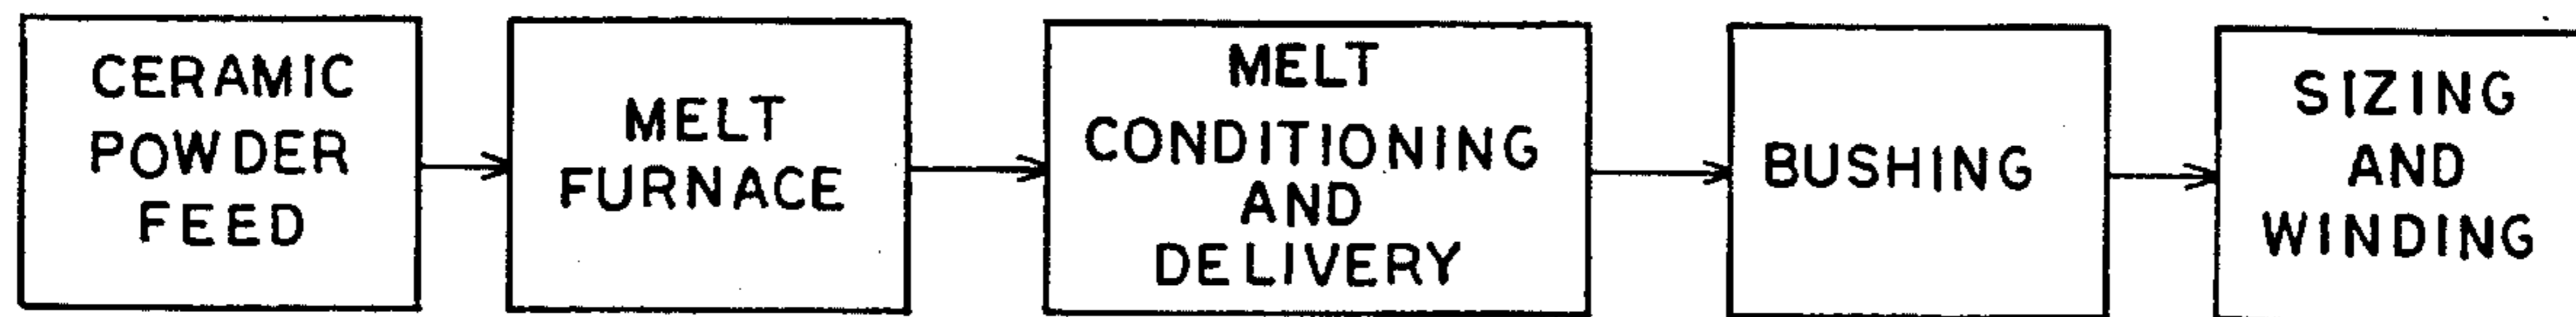 CERAMIC
POWDER
FEED
MELT
FURNACE
MELT
CONDITIONING
AND
DELIVERY
BUSHING
SIZING
AND
WINDING